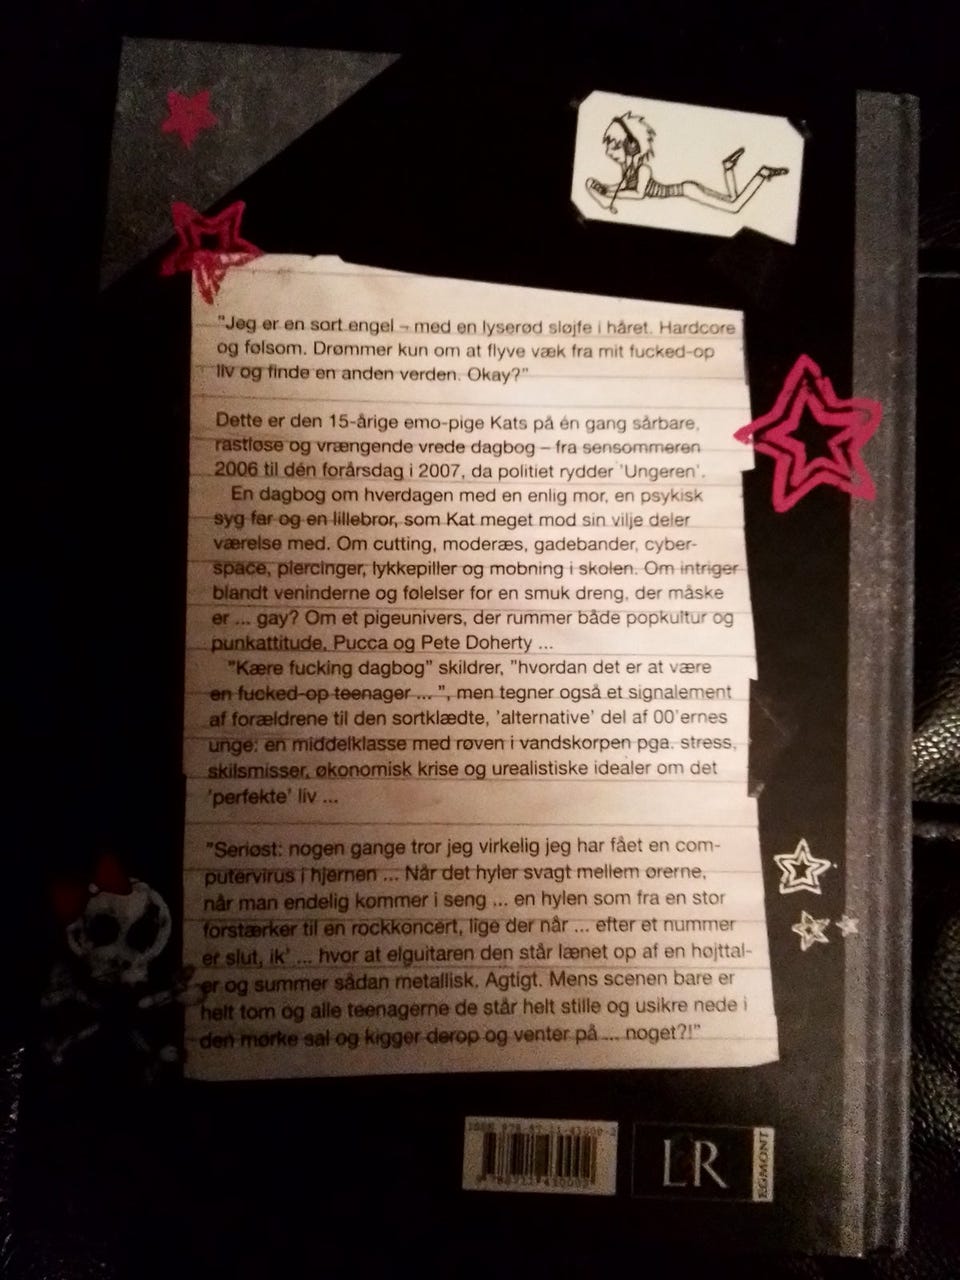 "Jeg er en sort engel – med en lyserød sløjfe i håret. Hardcore
og følsom. Drømmer kun om at flyve væk fra mit fucked-op
liv og finde en anden verden. Okay?"
Dette er den 15-årige emo-pige Kats på én gang sårbare,
rastløse og vrængende vrede dagbog – fra sensommeren
2006 til dén forårsdag i 2007, da politiet rydder 'Ungeren'.
En dagbog om hverdagen med en enlig mor, en psykisk
syg far og en lillebror, som Kat meget mod sin vilje deler
værelse med. Om cutting, moderæs, gadebander, cyber-
space, piercinger, lykkepiller og mobning i skolen. Om intriger
blandt veninderne og følelser for en smuk dreng, der måske
er ... gay? Om et pigeunivers, der rummer både popkultur og
punkattitude, Pucca og Pete Doherty ...
"Kære fucking dagbog" skildrer, "hvordan det er at være
en fucked-op teenager ... ", men tegner også et signalement
af forældrene til den sortklædte, 'alternative' del af 00'ernes
unge: en middelklasse med røven i vandskorpen pga. stress,
skilsmisser, økonomisk krise og urealistiske idealer om det
'perfekte' liv ...
"Seriøst: nogen gange tror jeg virkelig jeg har fået en com-
putervirus i hjernen ... Når det hyler svagt mellem ørerne,
når man endelig kommer i seng ... en hylen som fra en stor
forstærker til en rockkoncert, lige der når ... efter et nummer
er slut, ik' ... hvor at elguitaren den står lænet op af en højttal-
er og summer sådan metallisk. Agtigt. Mens scenen bare er
helt tom og alle teenagerne de står helt stille og usikre nede i
den mørke sal og kigger derop og venter på ... noget?!"
LR
EGMONT